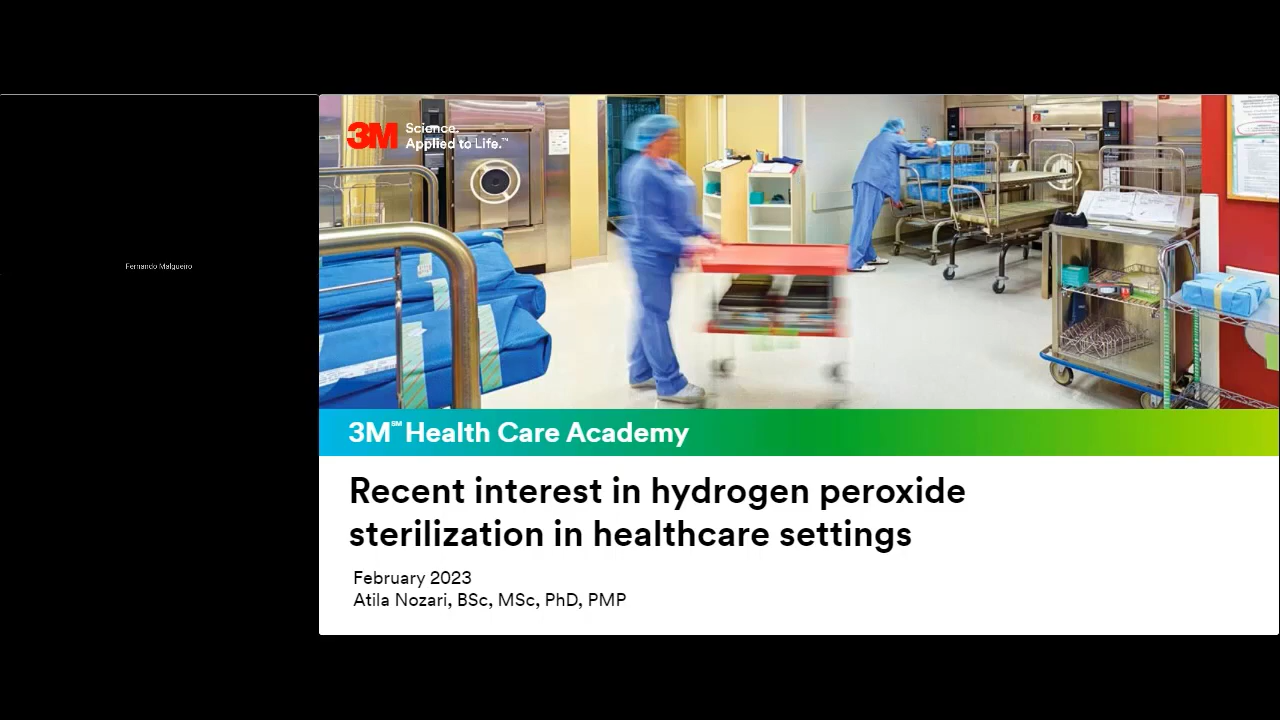 Fernando Malgueiro
3M Science.
Applied to Life.™
3M℠ Health Care Academy
Recent interest in hydrogen peroxide
sterilization in healthcare settings
February 2023
Atila Nozari, BSc, MSc, PhD, PMP